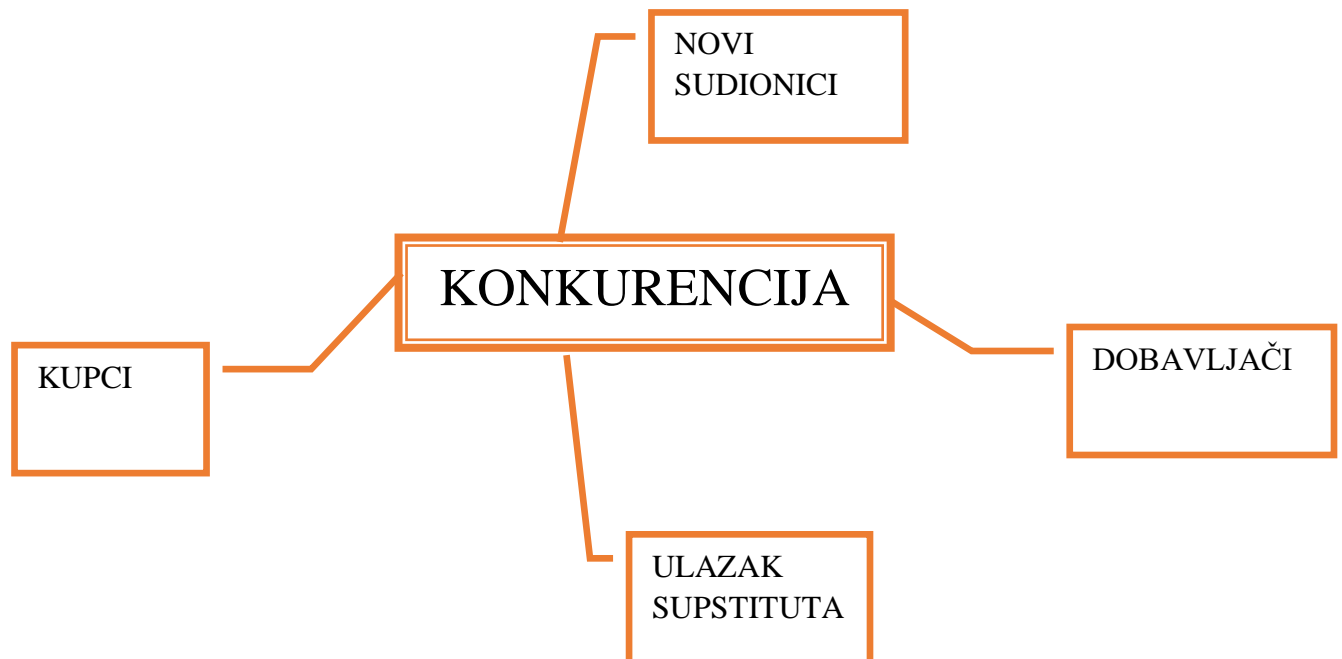 NOVI
SUDIONICI
KONKURENCIJA
KUPCI
DOBAVLJAČI
ULAZAK
SUPSTITUTA